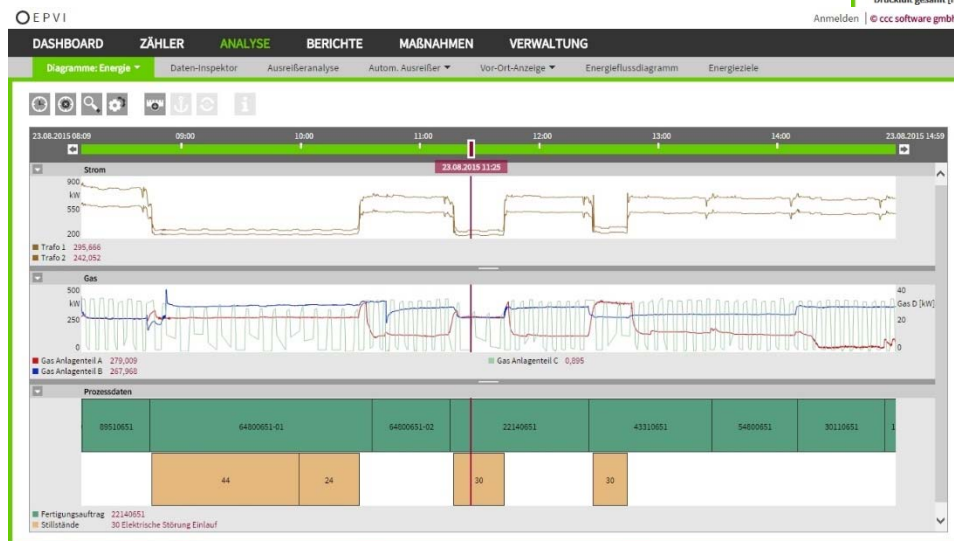 Druckluft gesamt [
EPVI
Anmelden | © ccc software gmbh
DASHBOARD ZÄHLER ANALYSE BERICHTE MAßNAHMEN VERWALTUNG
Diagramme: Energie Daten-Inspektor Ausreißeranalyse Autom. Ausreißer Vor-Ort-Anzeige Energieflussdiagramm Energieziele
23.08.2015 08:09 09:00 10:00 11:00 12:00 13:00 14:00 23.08.2015 14:59
23.08.2015 11:25
Strom
900
kW
550
200
Trafo 1 295,666
Trafo 2 242,052
Gas
500 40
kW Gas D [kW]
250 20
0 0
Gas Anlagenteil A 279,009 Gas Anlagenteil C 0,895
Gas Anlagenteil B 267,968
Prozessdaten
89510651 64800651-01 64800651-02 22140651 43310651 54800651 30110651 1
44 24 30 30
Fertigungsauftrag 22140651
Stillstände 30 Elektrische Störung Einlauf